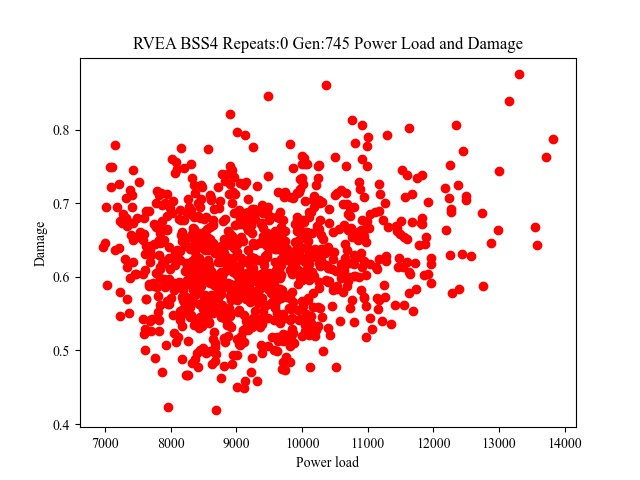 RVEA BSS4 Repeats:0 Gen:745 Power Load and Damage
0.8
0.7
0.6
0.5
0.4
Damage
7000 8000 9000 10000 11000 12000 13000 14000
Power load